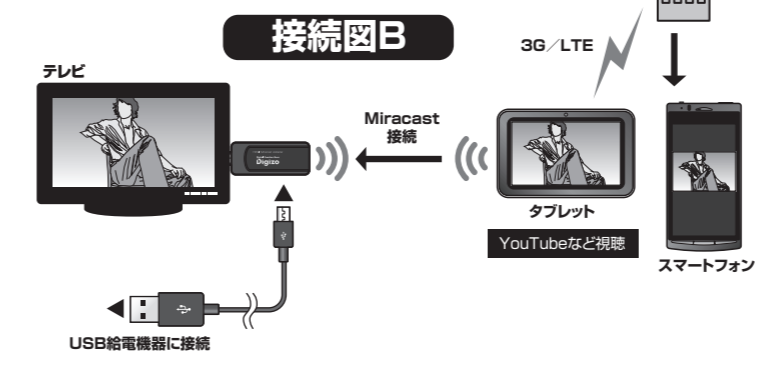 接続図B
3G／LTE
テレビ
Digizo
Miracast
接続
タブレット
YouTubeなど視聴
スマートフォン
USB給電機器に接続